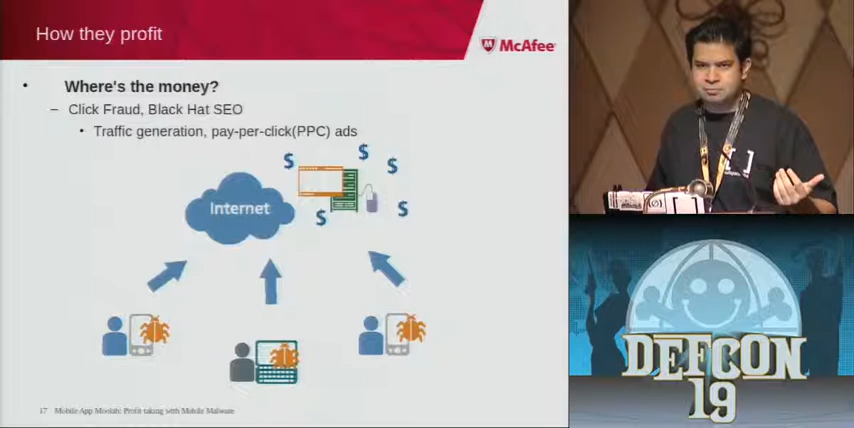 How they profit
McAfee
• Where's the money?
– Click Fraud, Black Hat SEO
• Traffic generation, pay-per-click(PPC) ads
$ $ $ $ $
Internet
17 Mobile App Moolah: Profit taking with Mobile Malware
DEFCON
19